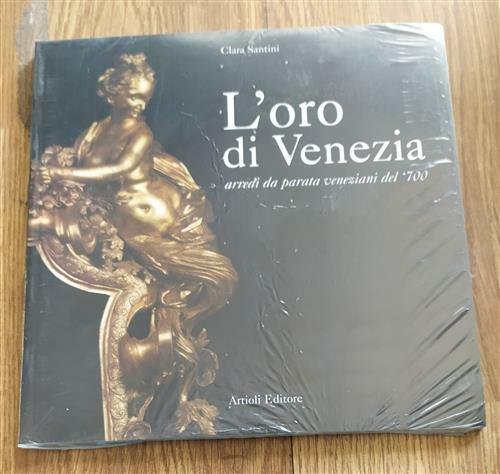 Clara Santini
L'oro
di Venezia
arredi da parata veneziani del '700
Artioli Editore